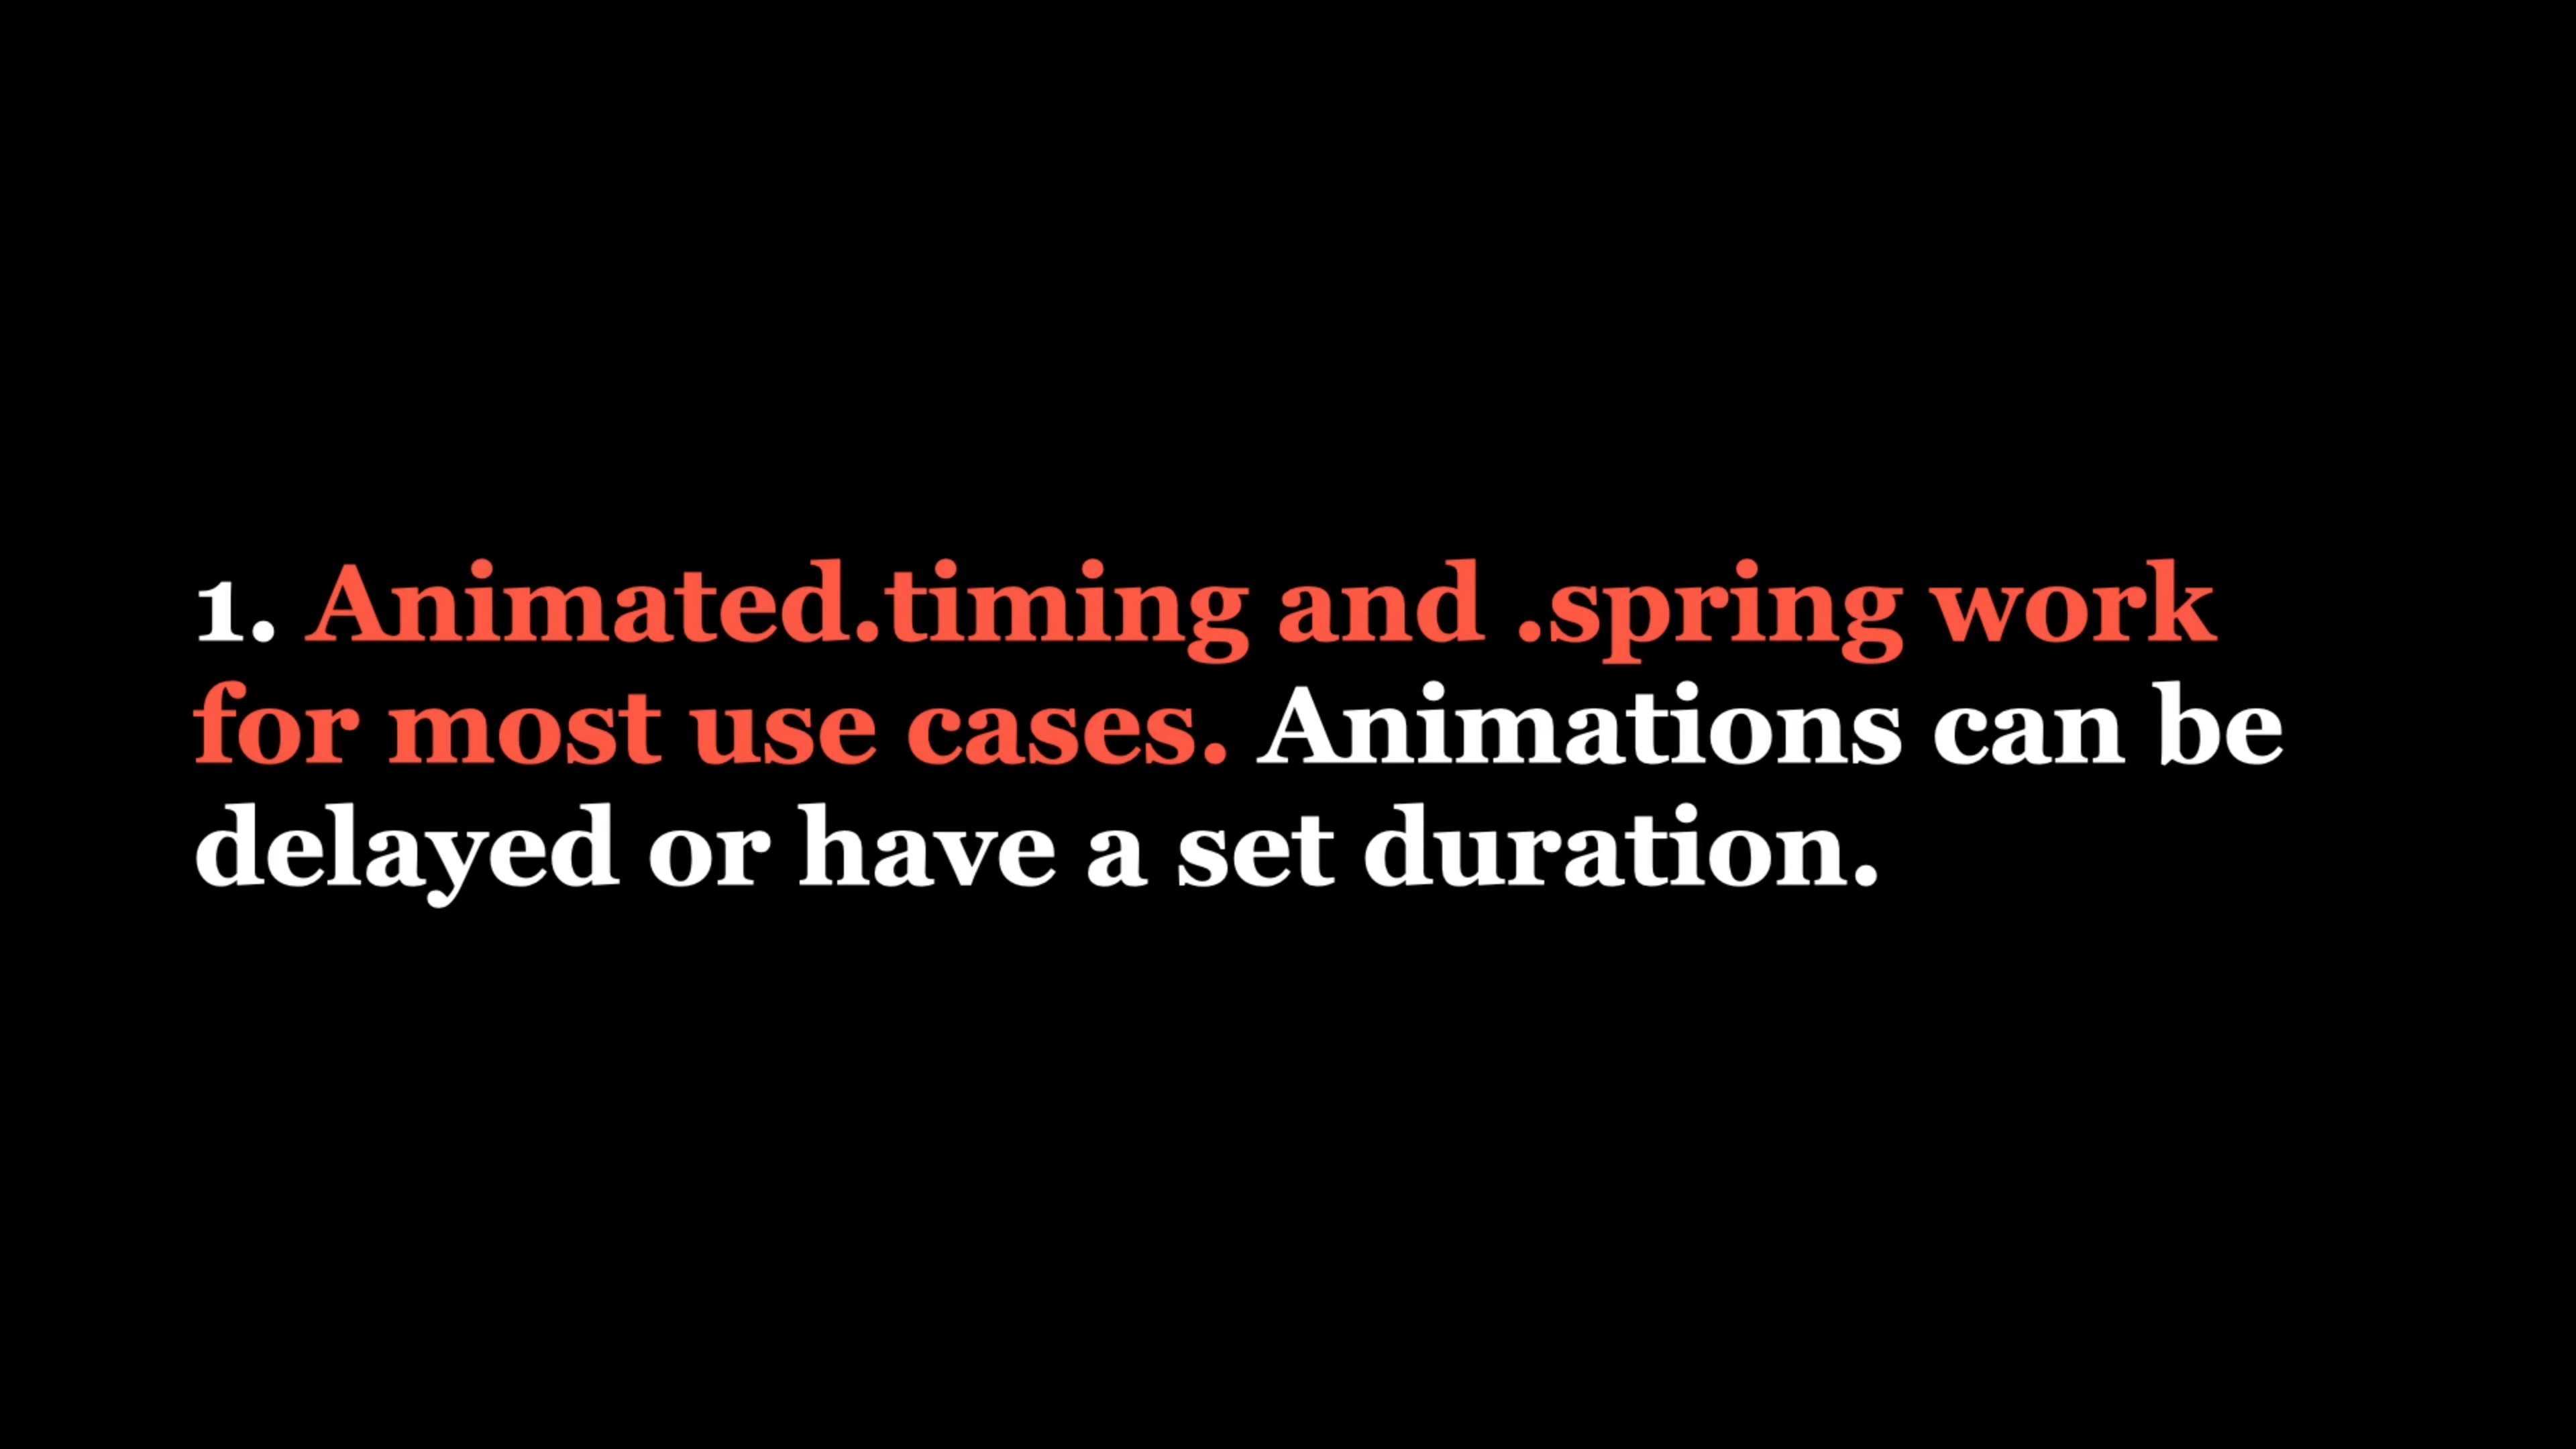 1. Animated.timing and .spring work
for most use cases. Animations can be
delayed or have a set duration.